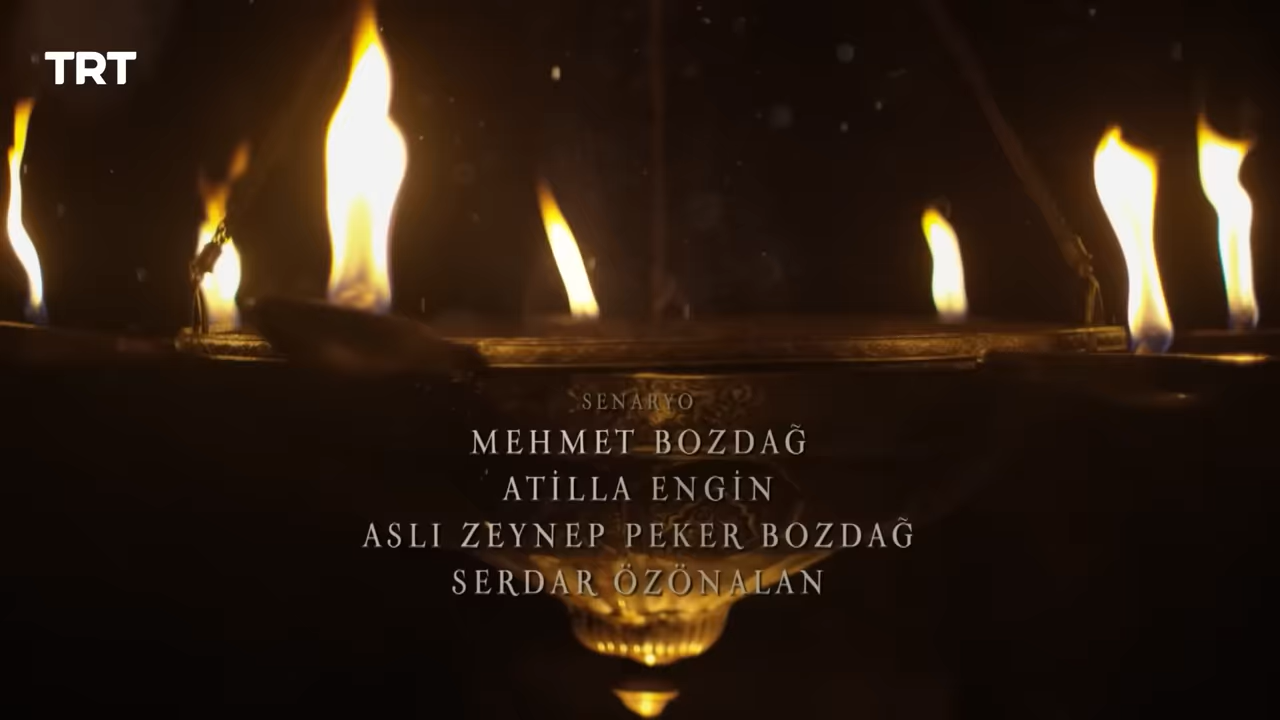 TRT
SENARYO
MEHMET BOZDAĞ
ATİLLA ENGİN
ASLI ZEYNEP PEKER BOZDAĞ
SERDAR ÖZÖNALAN